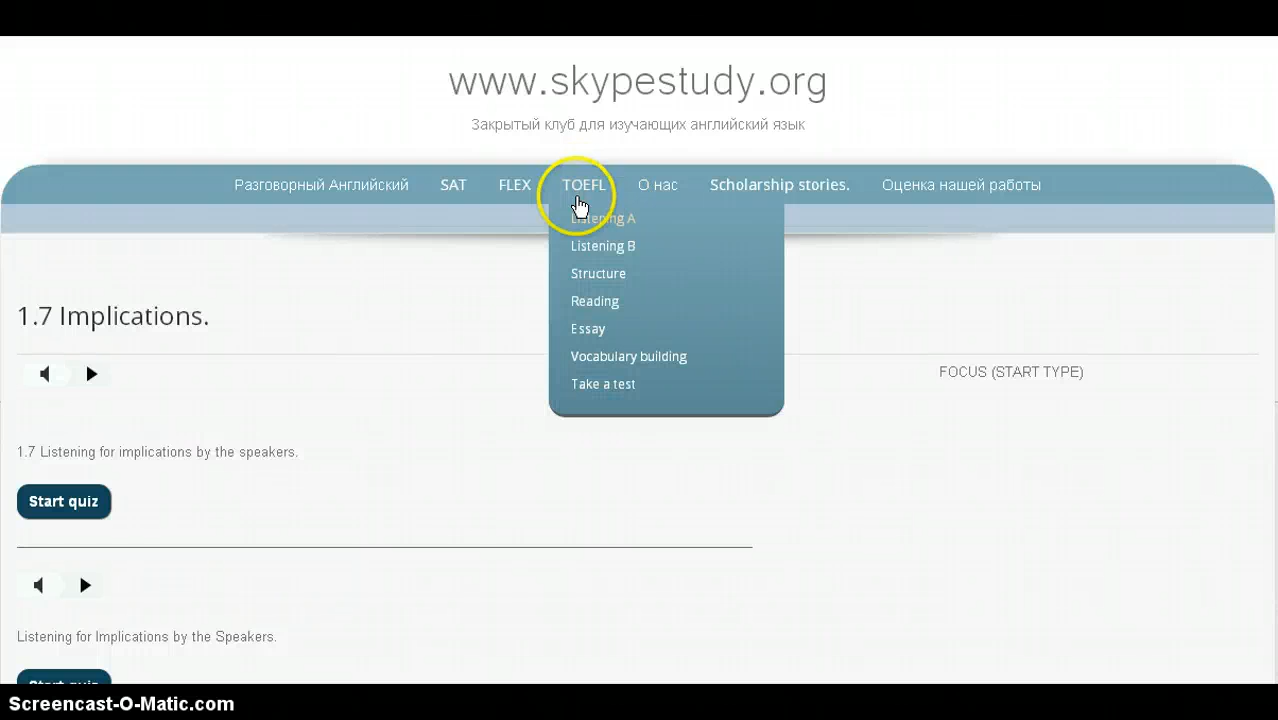 www.skypestudy.org
Закрытый клуб для изучающих английский язык
Разговорный Английский SAT FLEX TOEFL О нас Scholarship stories. Оценка нашей работы
Listening A
Listening B
Structure
Reading
Essay
Vocabulary building
Take a test
1.7 Implications.
FOCUS (START TYPE)
1.7 Listening for implications by the speakers.
Start quiz
Listening for Implications by the Speakers.
Start quiz
Screencast-O-Matic.com